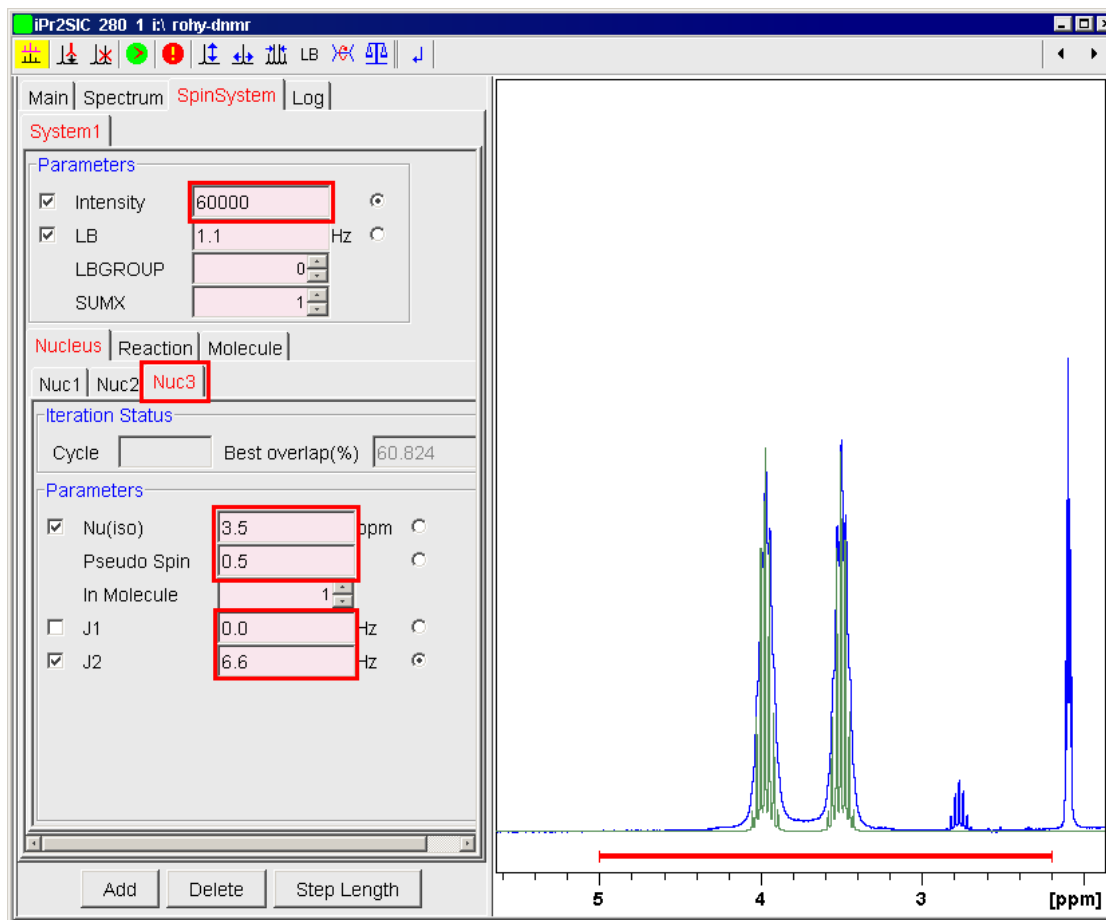 iPr2SIC 280 1 i:\ rohy-dnmr
LB
Main Spectrum SpinSystem Log
System1
Parameters
Intensity 60000
LB 1.1 Hz
LBGROUP 0
SUMX 1
Nucleus Reaction Molecule
Nuc1 Nuc2 Nuc3
Iteration Status
Cycle Best overlap(%) 60.824
Parameters
Nu(iso) 3.5 ppm
Pseudo Spin 0.5
In Molecule 1
J1 0.0 Hz
J2 6.6 Hz
Add Delete Step Length
5 4 3 [ppm]